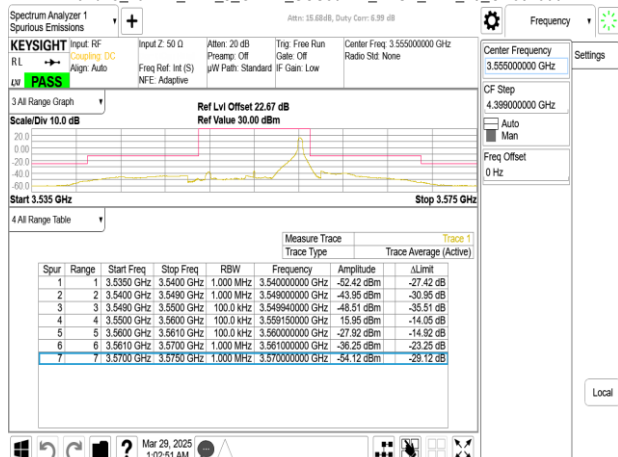 Spectrum Analyzer 1
Spurious Emissions
Attn: 15.68dB, Duty Corr: 6.99 dB
Frequency
KEYSIGHT
RL
PASS
Input: RF
Coupling: DC
Align: Auto
Input Z: 50 Ω
Freq Ref: Int (S)
NFE: Adaptive
Atten: 20 dB
Preamp: Off
µW Path: Standard
Trig: Free Run
Gate: Off
IF Gain: Low
Center Freq: 3.555000000 GHz
Radio Std: None
Center Frequency
3.555000000 GHz
Settings
CF Step
4.399000000 GHz
Auto
Man
Freq Offset
0 Hz
3 All Range Graph
Scale/Div 10.0 dB
Ref Lvl Offset 22.67 dB
Ref Value 30.00 dBm
20.0
0.00
-20.0
-40.0
-60.0
Start 3.535 GHz
Stop 3.575 GHz
4 All Range Table
Measure Trace Trace 1
Trace Type Trace Average (Active)
Spur Range Start Freq Stop Freq RBW Frequency Amplitude ΔLimit
1 1 3.5350 GHz 3.5400 GHz 1.000 MHz 3.540000000 GHz -52.42 dBm -27.42 dB
2 2 3.5400 GHz 3.5490 GHz 1.000 MHz 3.549000000 GHz -43.95 dBm -30.95 dB
3 3 3.5490 GHz 3.5500 GHz 100.0 kHz 3.549940000 GHz -48.51 dBm -35.51 dB
4 4 3.5500 GHz 3.5600 GHz 100.0 kHz 3.559150000 GHz 15.95 dBm -14.05 dB
5 5 3.5600 GHz 3.5610 GHz 100.0 kHz 3.560000000 GHz -27.92 dBm -14.92 dB
6 6 3.5610 GHz 3.5700 GHz 1.000 MHz 3.561000000 GHz -36.25 dBm -23.25 dB
7 7 3.5700 GHz 3.5750 GHz 1.000 MHz 3.570000000 GHz -54.12 dBm -29.12 dB
Local
Mar 29, 2025
1:02:51 AM